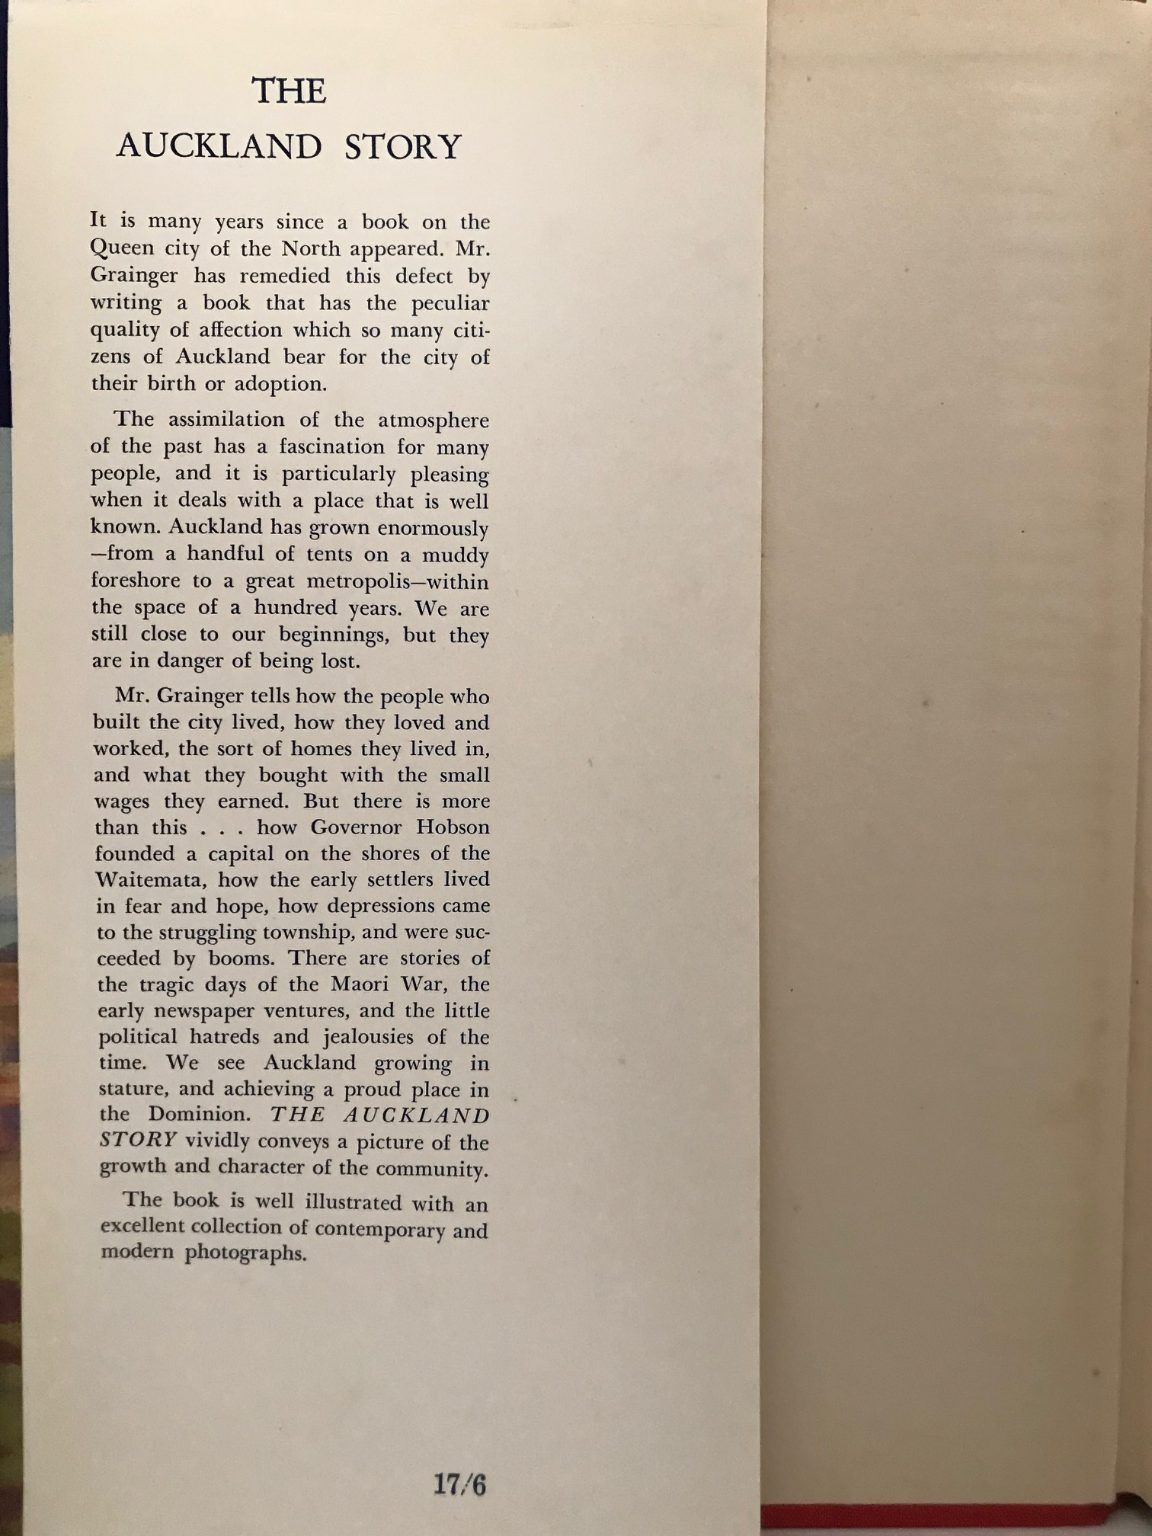 THE
AUCKLAND STORY
It is many years since a book on the
Queen city of the North appeared. Mr.
Grainger has remedied this defect by
writing a book that has the peculiar
quality of affection which so many citi-
zens of Auckland bear for the city of
their birth or adoption.
The assimilation of the atmosphere
of the past has a fascination for many
people, and it is particularly pleasing
when it deals with a place that is well
known. Auckland has grown enormously
—from a handful of tents on a muddy
foreshore to a great metropolis—within
the space of a hundred years. We are
still close to our beginnings, but they
are in danger of being lost.
Mr. Grainger tells how the people who
built the city lived, how they loved and
worked, the sort of homes they lived in,
and what they bought with the small
wages they earned. But there is more
than this . . . how Governor Hobson
founded a capital on the shores of the
Waitemata, how the early settlers lived
in fear and hope, how depressions came
to the struggling township, and were suc-
ceeded by booms. There are stories of
the tragic days of the Maori War, the
early newspaper ventures, and the little
political hatreds and jealousies of the
time. We see Auckland growing in
stature, and achieving a proud place in
the Dominion. THE AUCKLAND
STORY vividly conveys a picture of the
growth and character of the community.
The book is well illustrated with an
excellent collection of contemporary and
modern photographs.
17/6